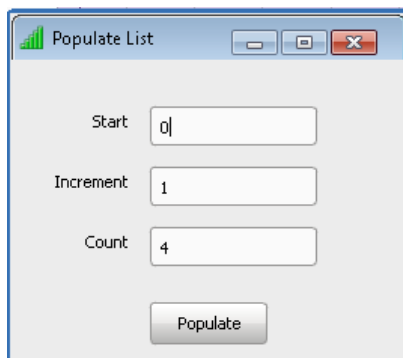 Populate List
Start 0
Increment 1
Count 4
Populate